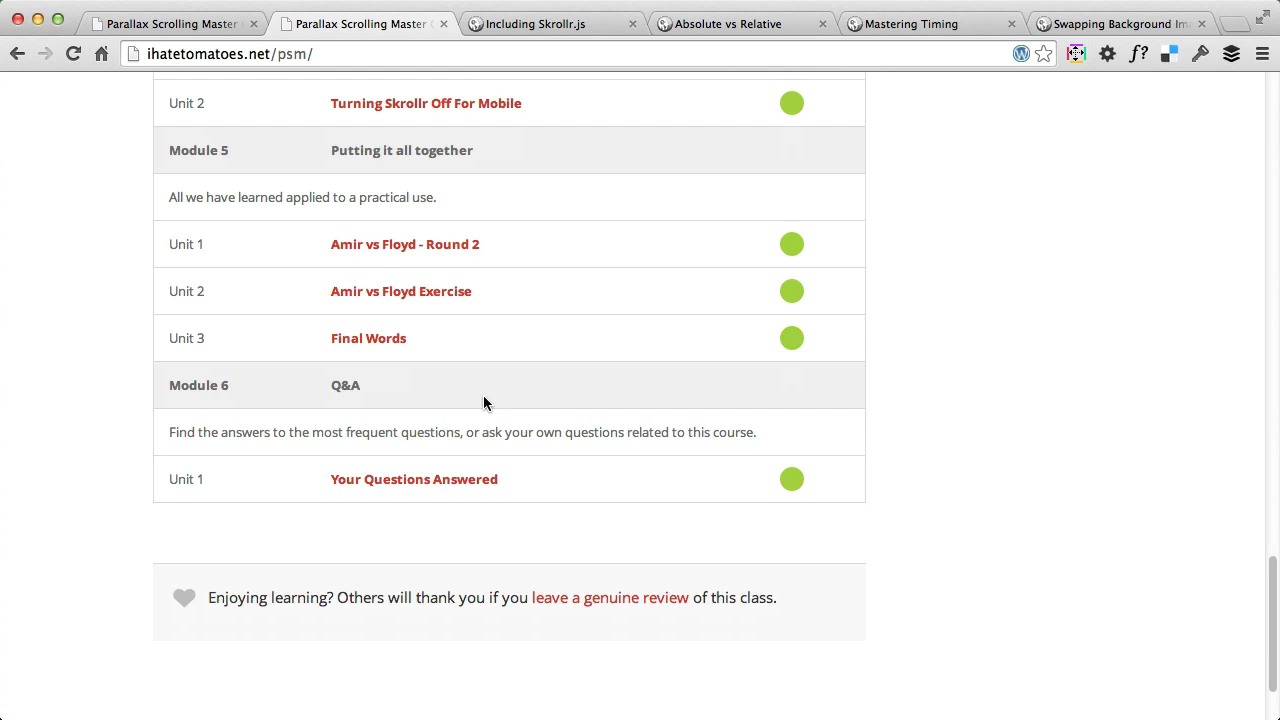 Parallax Scrolling Master
Parallax Scrolling Master
Including Skrollr.js
Absolute vs Relative
Mastering Timing
Swapping Background Ima
ihatetomatoes.net/psm/
f?
Unit 2 Turning Skrollr Off For Mobile
Module 5 Putting it all together
All we have learned applied to a practical use.
Unit 1 Amir vs Floyd - Round 2
Unit 2 Amir vs Floyd Exercise
Unit 3 Final Words
Module 6 Q&A
Find the answers to the most frequent questions, or ask your own questions related to this course.
Unit 1 Your Questions Answered
Enjoying learning? Others will thank you if you leave a genuine review of this class.